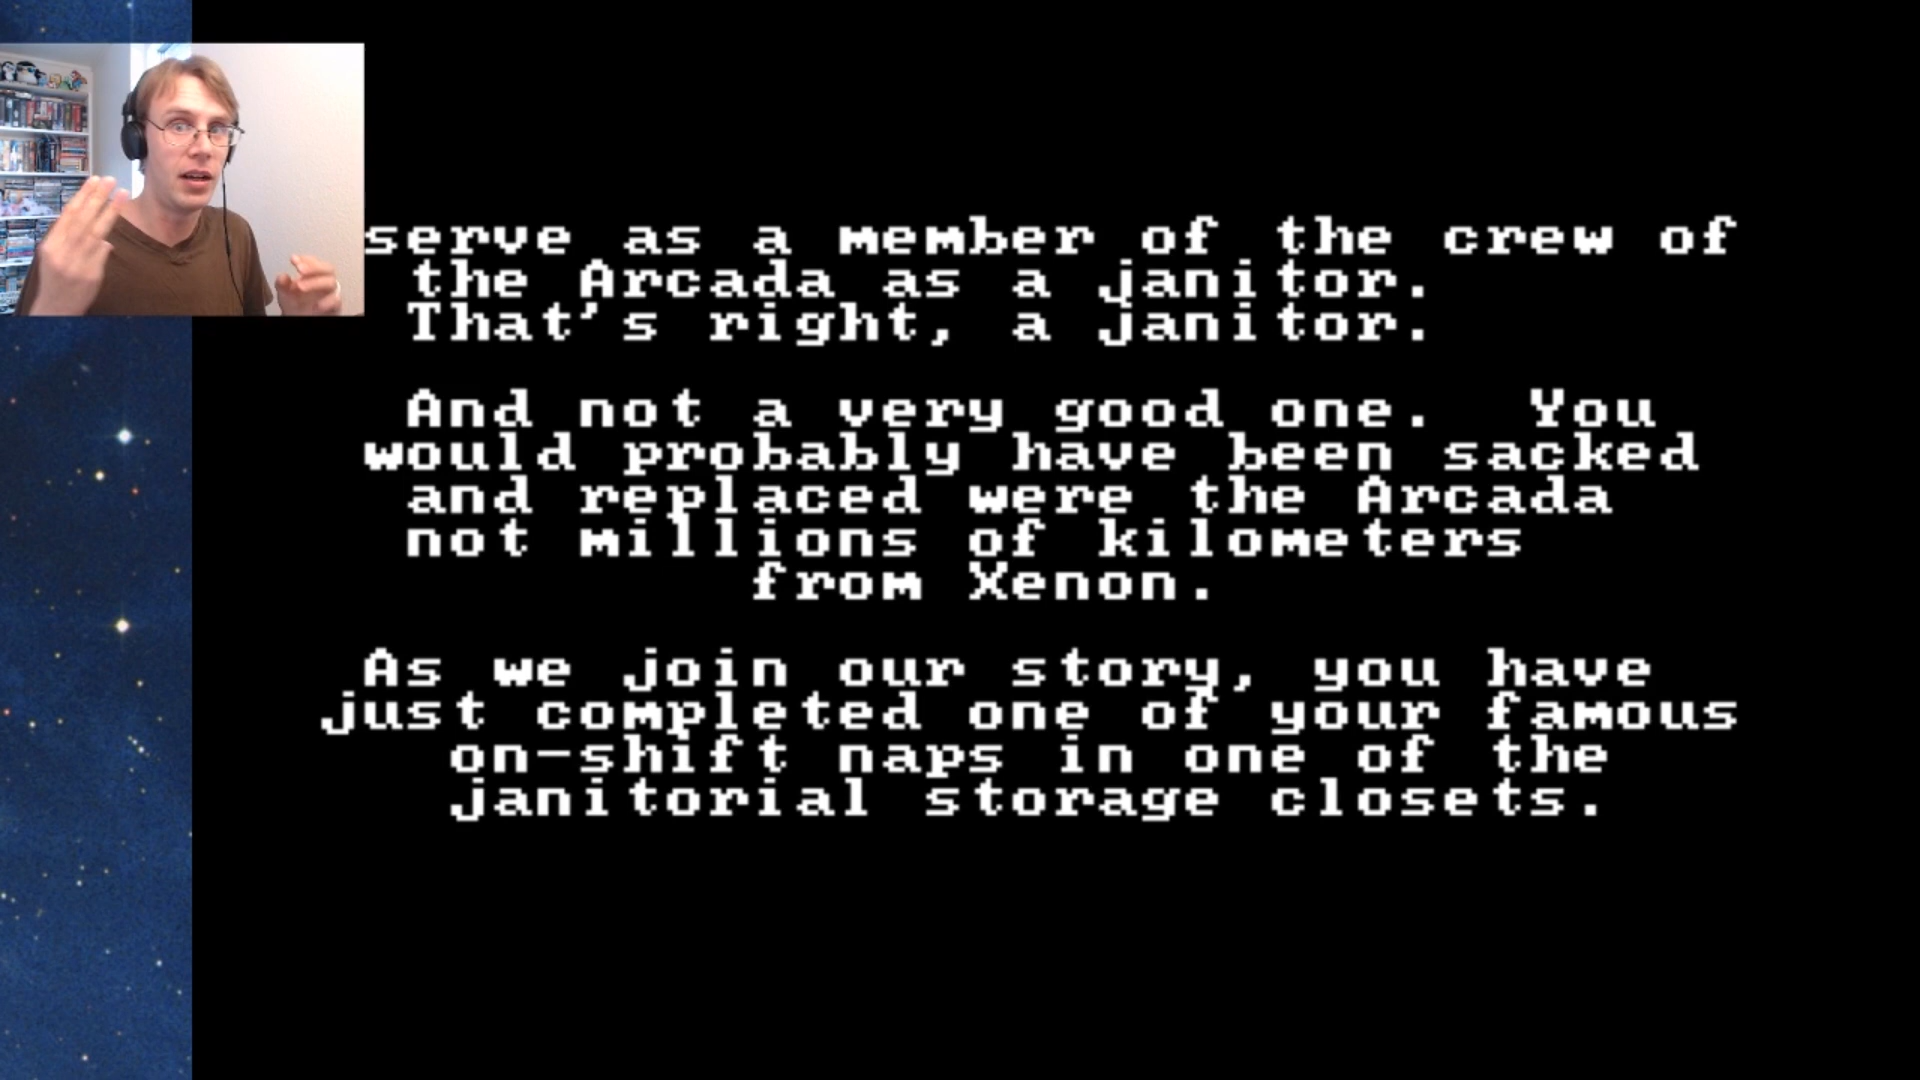 serve as a member of the crew of
the Arcada as a janitor.
That's right, a janitor.
And not a very good one. You
would probably have been sacked
and replaced were the Arcada
not millions of kilometers
from Xenon.
As we join our story, you have
just completed one of your famous
on-shift naps in one of the
janitorial storage closets.